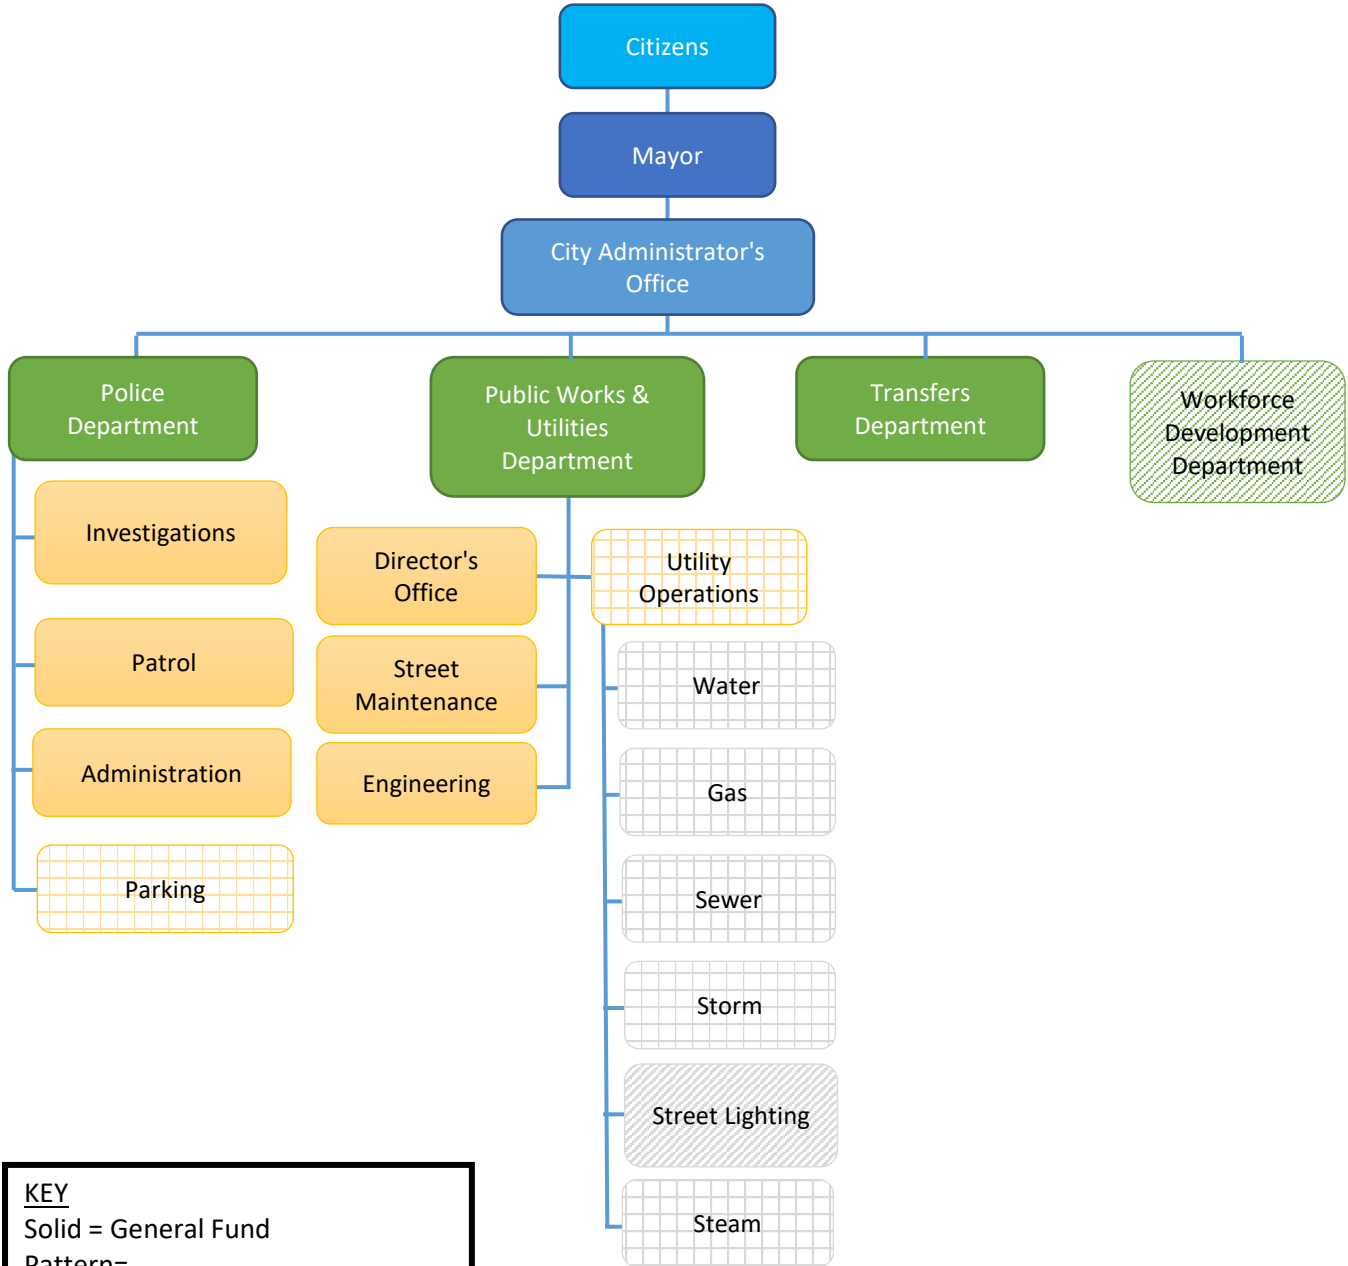 Citizens
Mayor
City Administrator's
Office
Police
Department
Public Works &
Utilities
Department
Transfers
Department
Workforce
Development
Department
Investigations
Patrol
Administration
Parking
Director's
Office
Street
Maintenance
Engineering
Utility
Operations
Water
Gas
Sewer
Storm
Street Lighting
Steam
KEY
Solid = General Fund
Pattern=